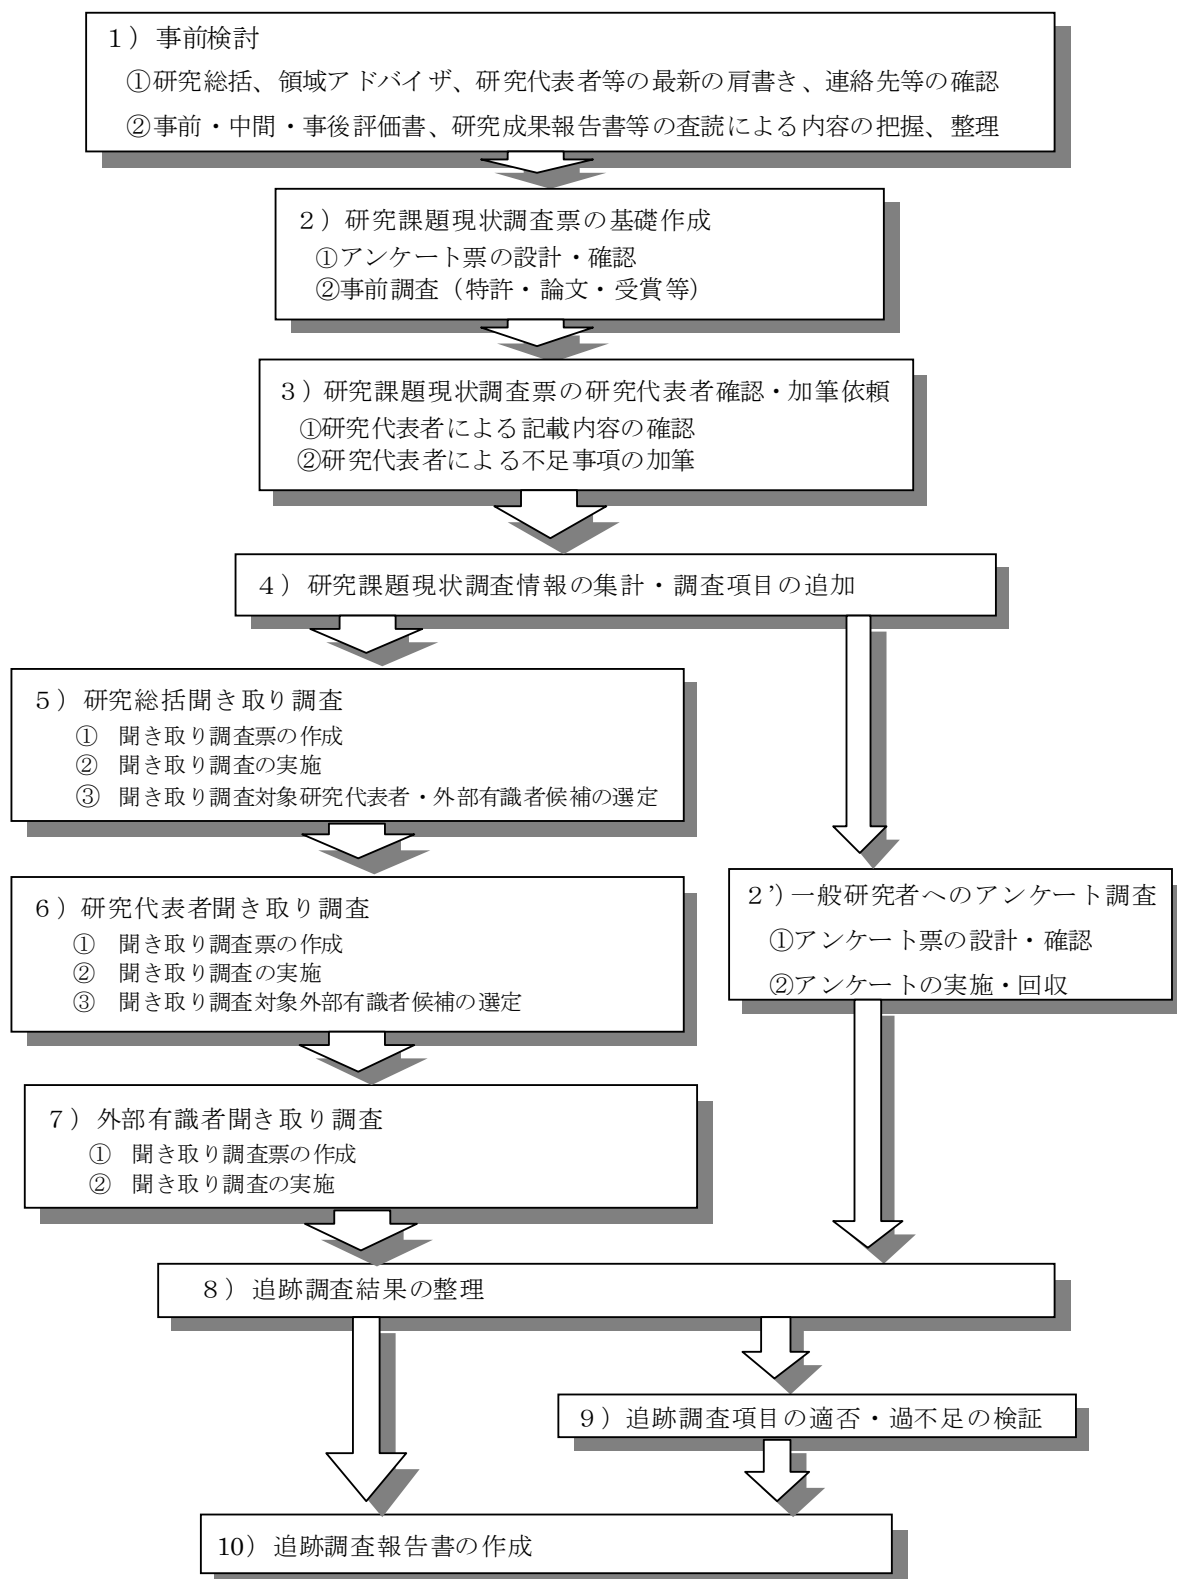 １）事前検討
①研究総括、領域アドバイザ、研究代表者等の最新の肩書き、連絡先等の確認
②事前・中間・事後評価書、研究成果報告書等の査読による内容の把握、整理
２）研究課題現状調査票の基礎作成
①アンケート票の設計・確認
②事前調査（特許・論文・受賞等）
３）研究課題現状調査票の研究代表者確認・加筆依頼
①研究代表者による記載内容の確認
②研究代表者による不足事項の加筆
４）研究課題現状調査情報の集計・調査項目の追加
５）研究総括聞き取り調査
①　聞き取り調査票の作成
②　聞き取り調査の実施
③　聞き取り調査対象研究代表者・外部有識者候補の選定
６）研究代表者聞き取り調査
①　聞き取り調査票の作成
②　聞き取り調査の実施
③　聞き取り調査対象外部有識者候補の選定
２’）一般研究者へのアンケート調査
①アンケート票の設計・確認
②アンケートの実施・回収
７）外部有識者聞き取り調査
①　聞き取り調査票の作成
②　聞き取り調査の実施
８）追跡調査結果の整理
９）追跡調査項目の適否・過不足の検証
10）追跡調査報告書の作成